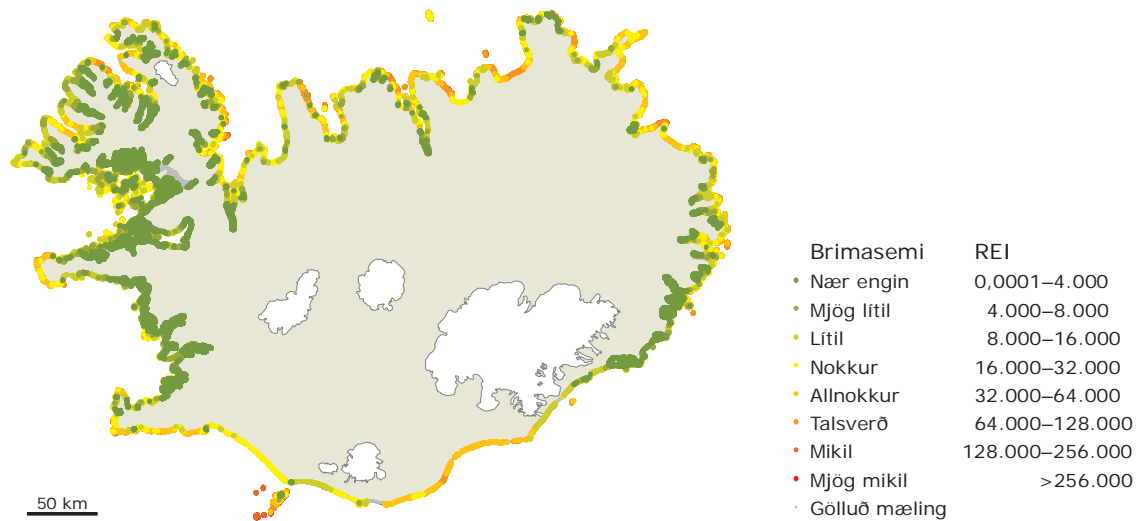 Brimasemi REI
Nær engin 0,0001–4.000
Mjög lítil 4.000–8.000
Lítil 8.000–16.000
Nokkur 16.000–32.000
Allnokkur 32.000–64.000
Talsverð 64.000–128.000
Mikil 128.000–256.000
Mjög mikil >256.000
Gölluð mæling
50 km